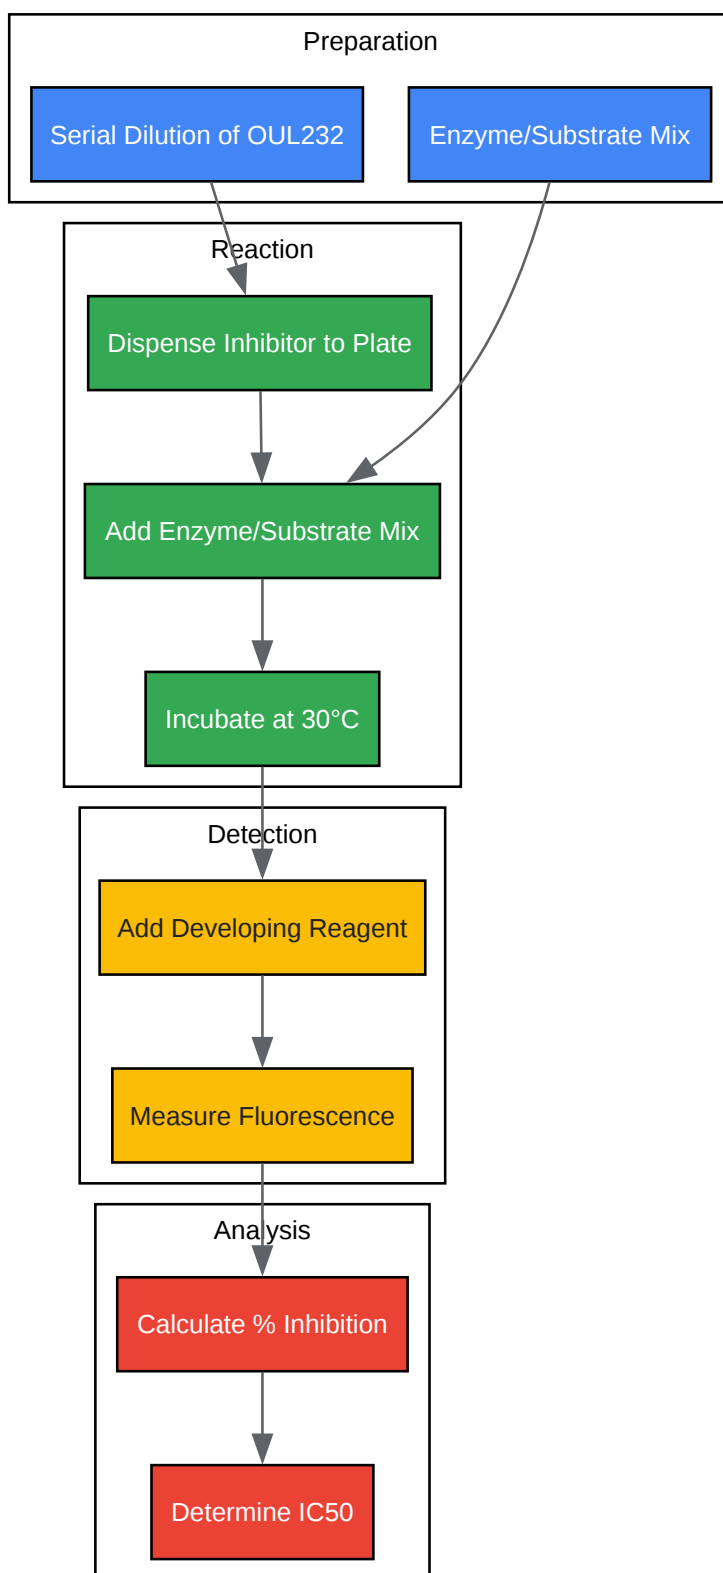 Preparation
Serial Dilution of OUL232
Enzyme/Substrate Mix
Reaction
Dispense Inhibitor to Plate
Add Enzyme/Substrate Mix
Incubate at 30°C
Detection
Add Developing Reagent
Measure Fluorescence
Analysis
Calculate % Inhibition
Determine IC50